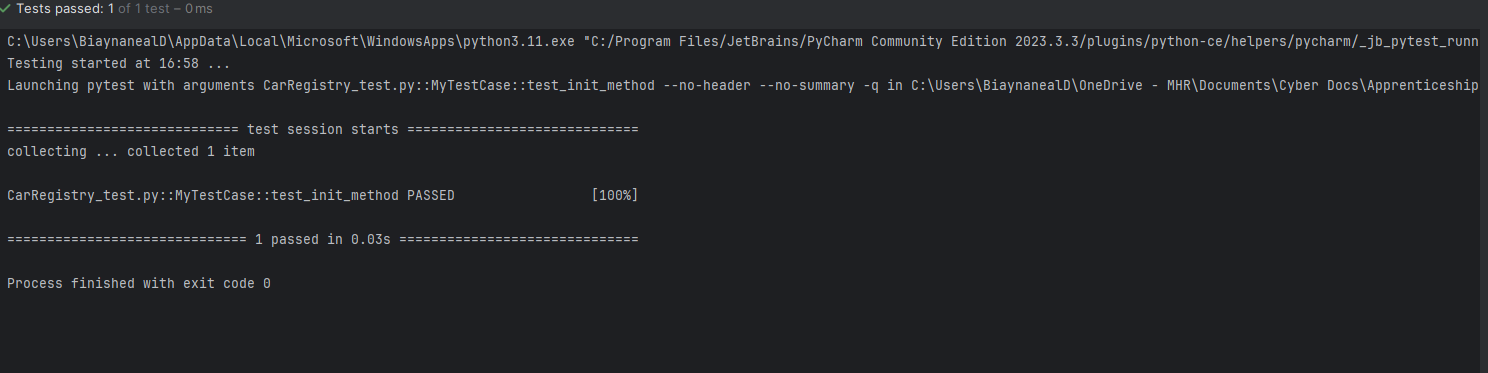 Tests passed: 1 of 1 test – 0 ms
C:\Users\BiaynanealD\AppData\Local\Microsoft\WindowsApps\python3.11.exe "C:/Program Files/JetBrains/PyCharm Community Edition 2023.3.3/plugins/python-ce/helpers/pycharm/_jb_pytest_runn
Testing started at 16:58 ...
Launching pytest with arguments CarRegistry_test.py::MyTestCase::test_init_method --no-header --no-summary -q in C:\Users\BiaynanealD\OneDrive - MHR\Documents\Cyber Docs\Apprenticeship
============================= test session starts =============================
collecting ... collected 1 item
CarRegistry_test.py::MyTestCase::test_init_method PASSED [100%]
============================== 1 passed in 0.03s ==============================
Process finished with exit code 0